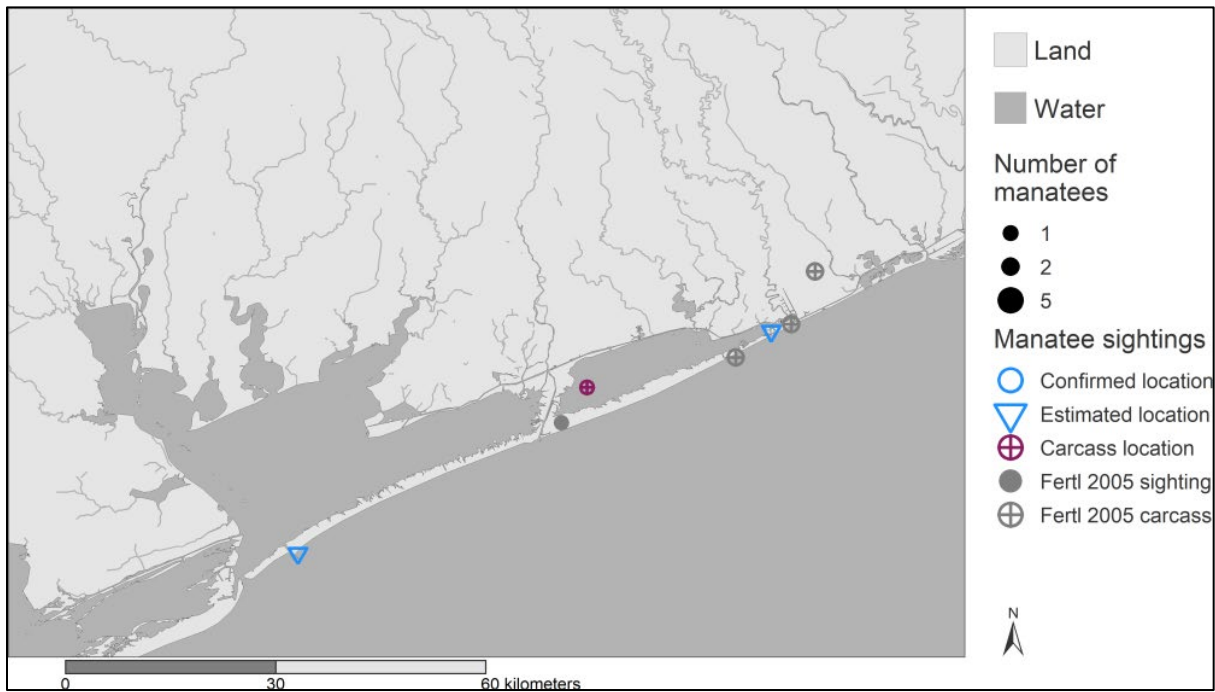 Land
Water
Number of
manatees
1
2
5
Manatee sightings
Confirmed location
Estimated location
Carcass location
Fertl 2005 sighting
Fertl 2005 carcass
N
0 30 60 kilometers